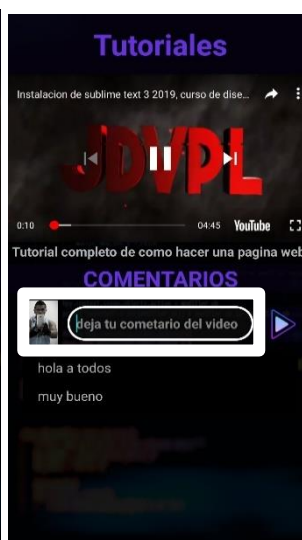 Tutoriales
Instalacion de sublime text 3 2019, curso de dise...
JDVPL
0:10
04:45
YouTube
Tutorial completo de como hacer una pagina web
COMENTARIOS
deja tu cometario del video
hola a todos
muy bueno